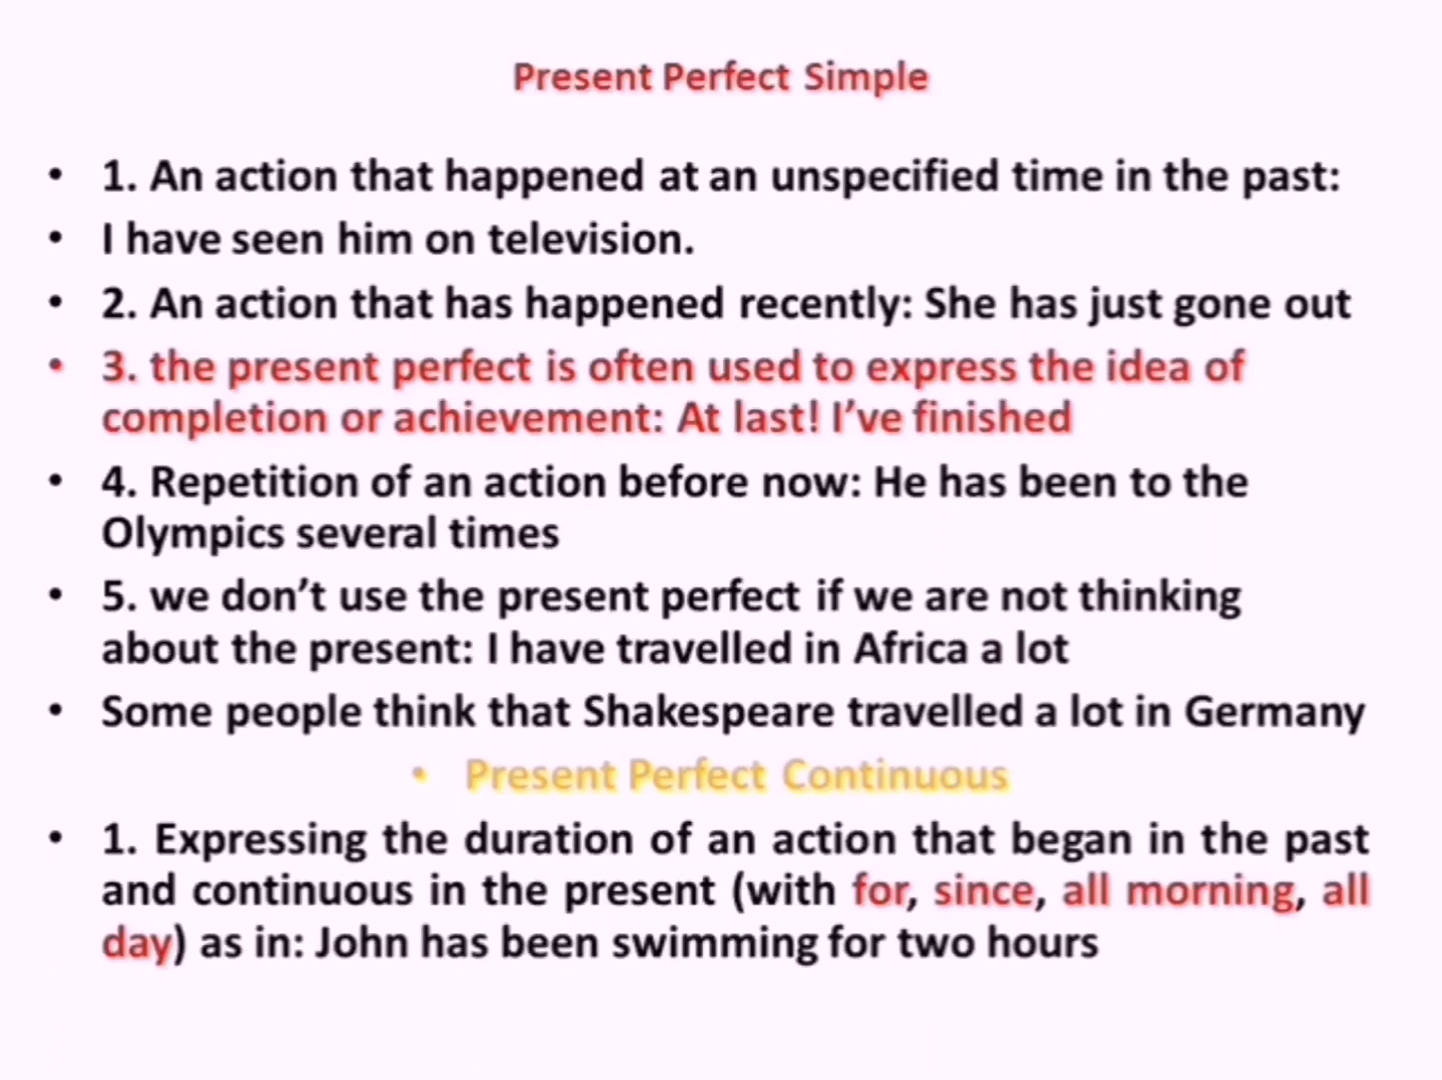 Present Perfect Simple
• 1. An action that happened at an unspecified time in the past:
• I have seen him on television.
• 2. An action that has happened recently: She has just gone out
• 3. the present perfect is often used to express the idea of
completion or achievement: At last! I’ve finished
• 4. Repetition of an action before now: He has been to the
Olympics several times
• 5. we don’t use the present perfect if we are not thinking
about the present: I have travelled in Africa a lot
• Some people think that Shakespeare travelled a lot in Germany
• Present Perfect Continuous
• 1. Expressing the duration of an action that began in the past
and continuous in the present (with for, since, all morning, all
day) as in: John has been swimming for two hours